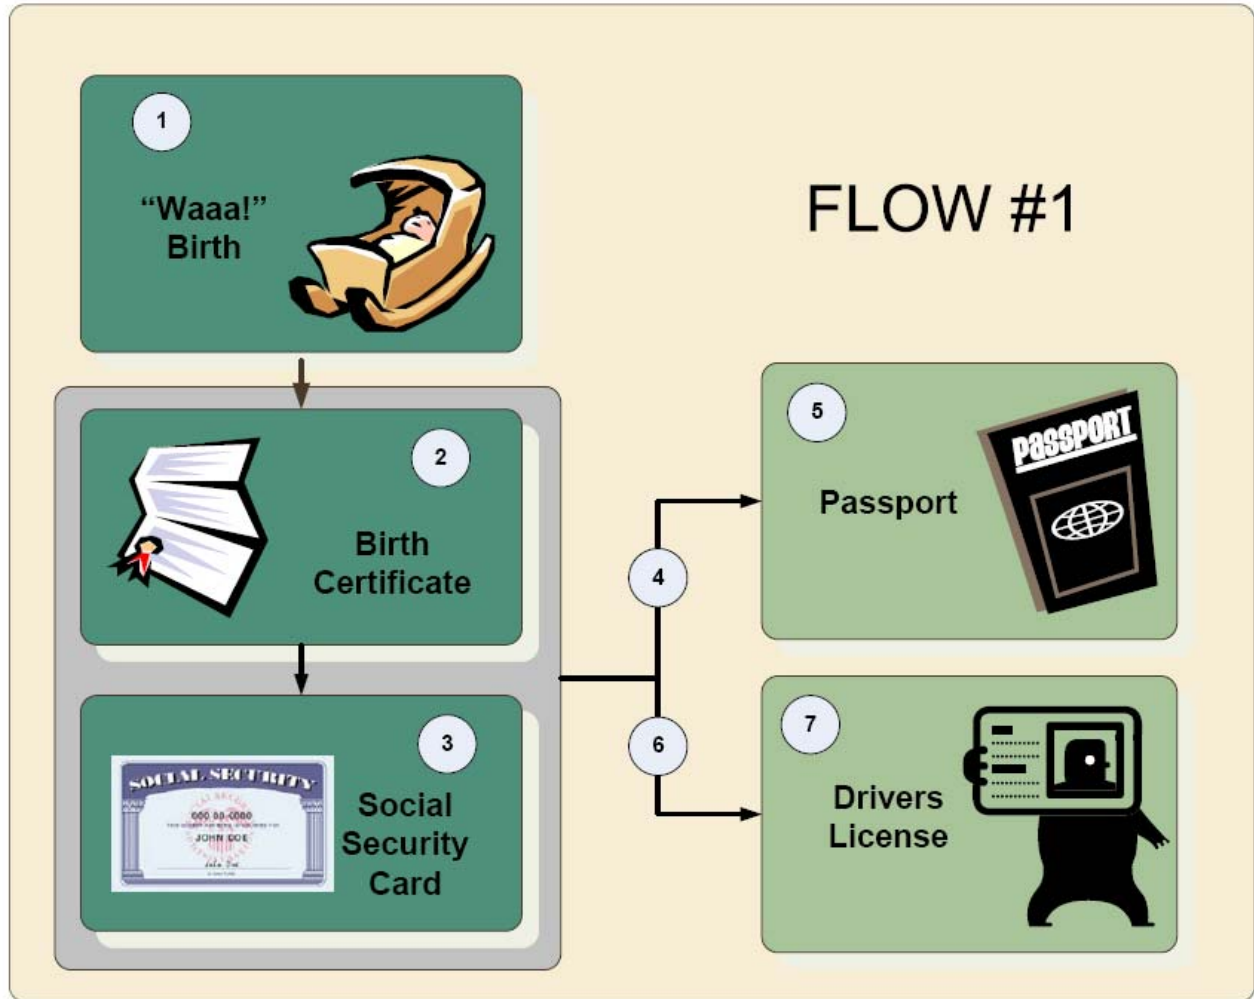 1
“Waaa!”
Birth
FLOW #1
2
Birth
Certificate
3
SOCIAL SECURITY
000 00-0000
JOHN DOE
Social
Security
Card
4
5
PASSPORT
Passport
6
7
Drivers
License